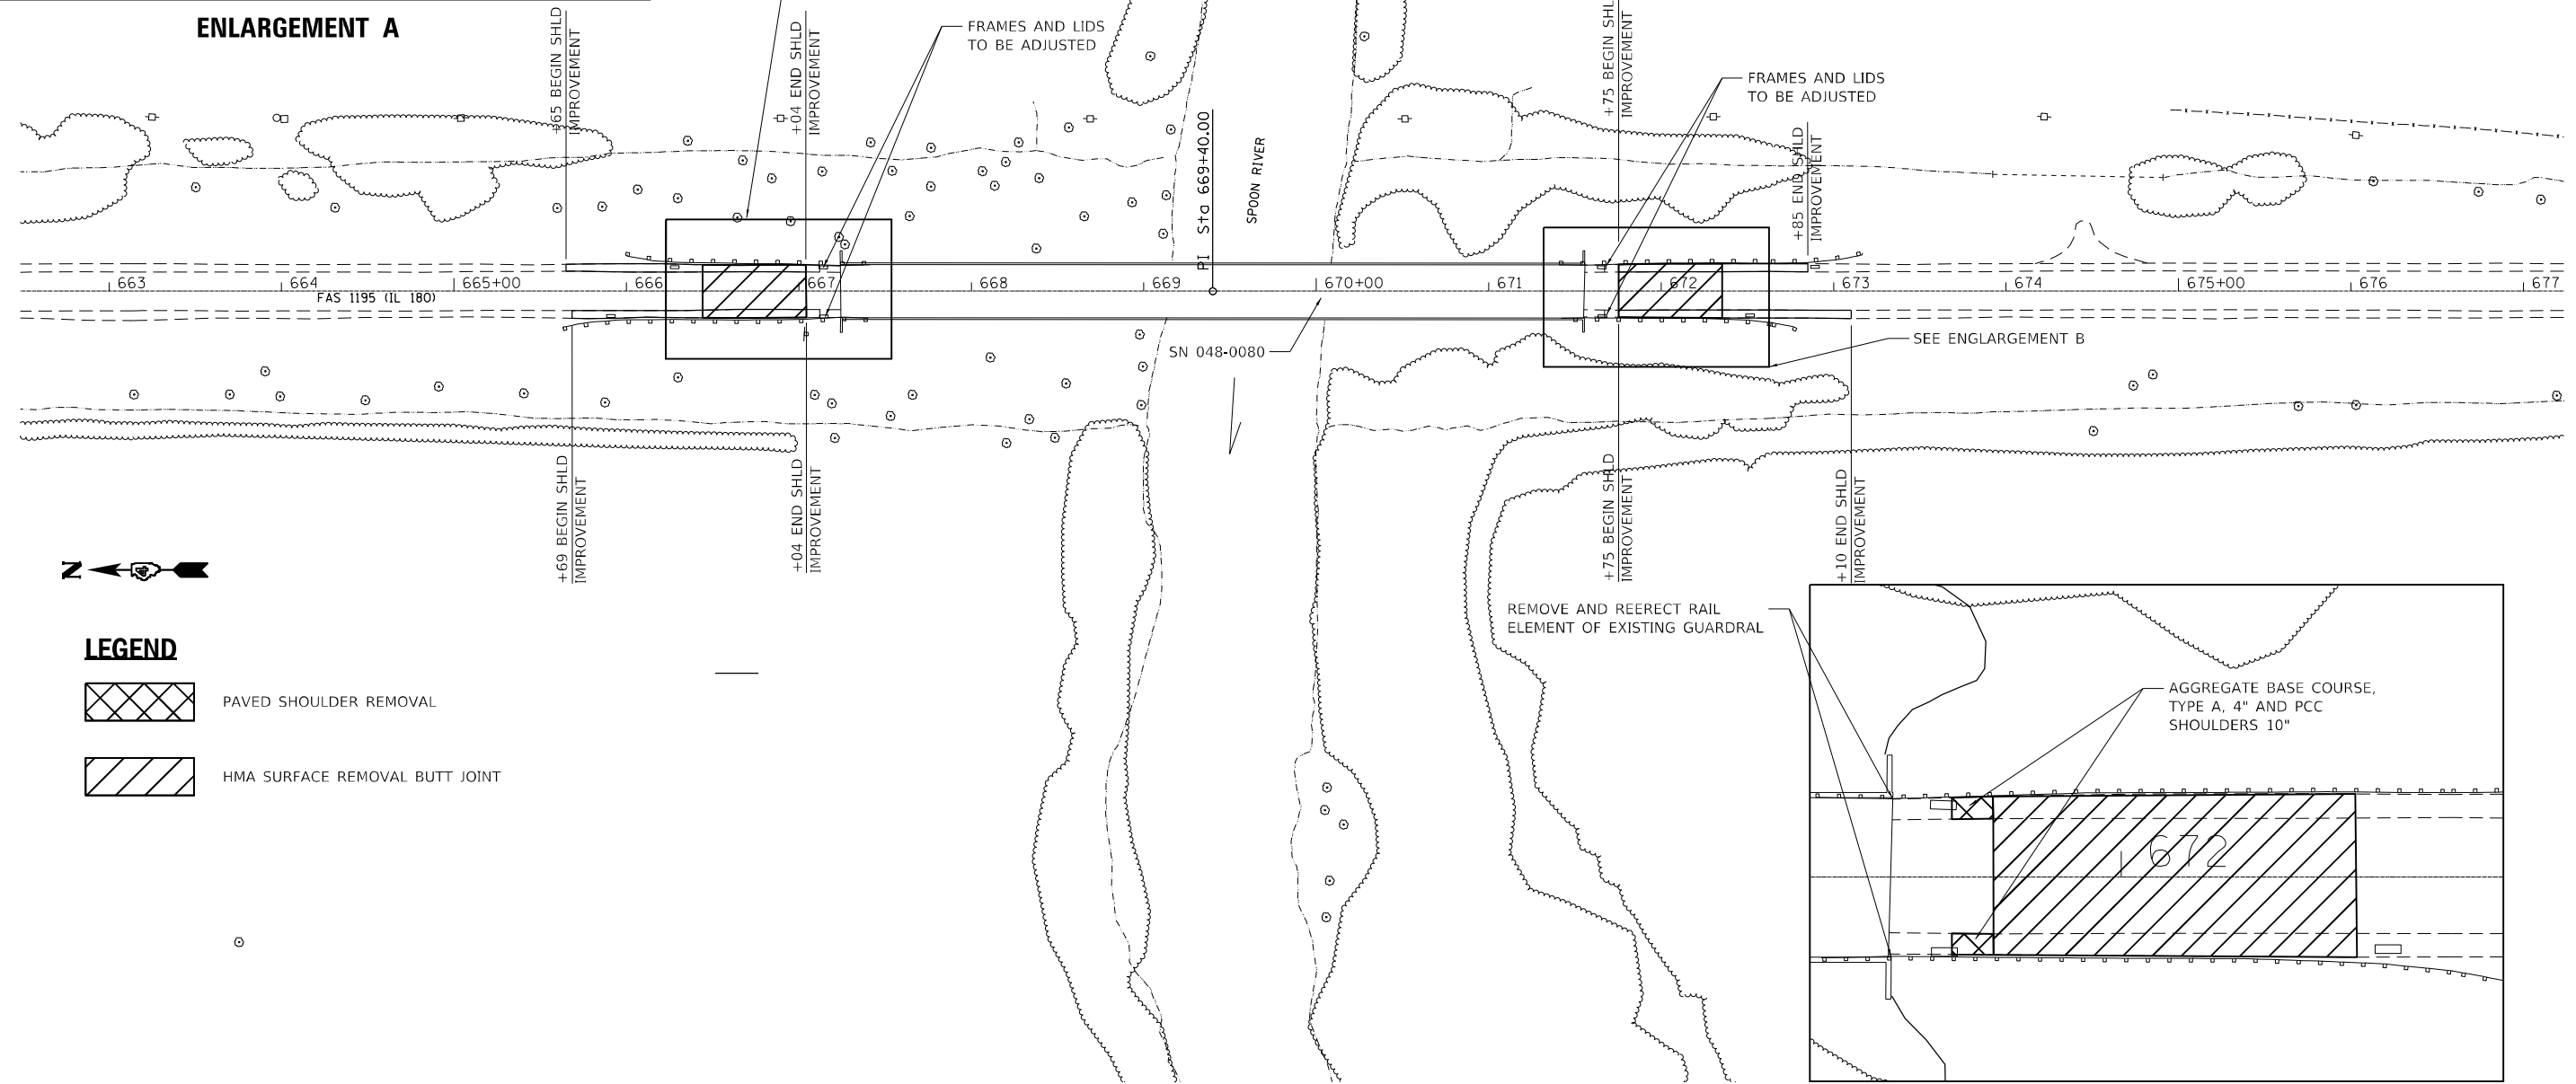 ENLARGEMENT A
+65 BEGIN SHLD
IMPROVEMENT
+04 END SHLD
IMPROVEMENT
FRAMES AND LIDS
TO BE ADJUSTED
PI Sta 669+40.00
SPOON RIVER
+75 BEGIN SHLD
IMPROVEMENT
FRAMES AND LIDS
TO BE ADJUSTED
+85 END SHLD
IMPROVEMENT
663 664 665+00 666 667 668 669 670+00 671 672 673 674 675+00 676 677
FAS 1195 (IL 180)
SN 048-0080
SEE ENGLARGEMENT B
+69 BEGIN SHLD
IMPROVEMENT
+04 END SHLD
IMPROVEMENT
+75 BEGIN SHLD
IMPROVEMENT
+10 END SHLD
IMPROVEMENT
N
LEGEND
PAVED SHOULDER REMOVAL
HMA SURFACE REMOVAL BUTT JOINT
REMOVE AND REERECT RAIL
ELEMENT OF EXISTING GUARDRAL
AGGREGATE BASE COURSE,
TYPE A, 4" AND PCC
SHOULDERS 10"
672